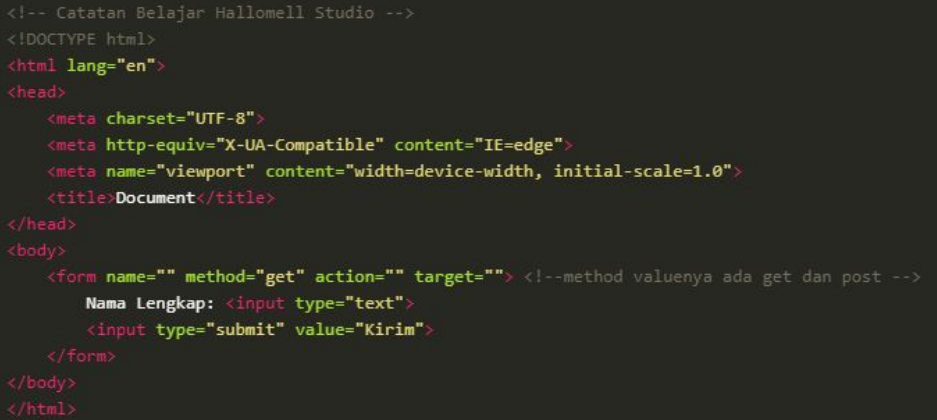 <!-- Catatan Belajar Hallomell Studio -->
<!DOCTYPE html>
<html lang="en">
<head>
    <meta charset="UTF-8">
    <meta http-equiv="X-UA-Compatible" content="IE=edge">
    <meta name="viewport" content="width=device-width, initial-scale=1.0">
    <title>Document</title>
</head>
<body>
    <form name="" method="get" action="" target=""> <!--method valuenya ada get dan post -->
        Nama Lengkap: <input type="text">
        <input type="submit" value="Kirim">
    </form>
</body>
</html>